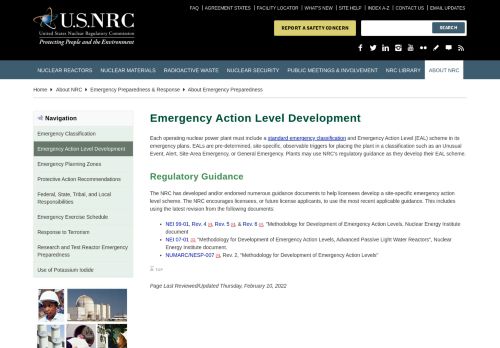 FAQ | AGREEMENT STATES | FACILITY LOCATOR | WHAT'S NEW | SITE HELP | INDEX A-Z | CONTACT US | EMAIL UPDATES
U.S.NRC
United States Nuclear Regulatory Commission
Protecting People and the Environment
REPORT A SAFETY CONCERN
SEARCH
NUCLEAR REACTORS NUCLEAR MATERIALS RADIOACTIVE WASTE NUCLEAR SECURITY PUBLIC MEETINGS & INVOLVEMENT NRC LIBRARY ABOUT NRC
Home About NRC Emergency Preparedness & Response About Emergency Preparedness
Navigation
Emergency Classification
Emergency Action Level Development
Emergency Planning Zones
Protective Action Recommendations
Federal, State, Tribal, and Local
Responsibilities
Emergency Exercise Schedule
Response to Terrorism
Research and Test Reactor Emergency
Preparedness
Use of Potassium Iodide
Emergency Action Level Development
Each operating nuclear power plant must include a standard emergency classification and Emergency Action Level (EAL) scheme in its
emergency plans. EALs are pre-determined, site-specific, observable triggers for placing the plant in a classification such as an Unusual
Event, Alert, Site-Area Emergency, or General Emergency. Plants may use NRC's regulatory guidance as they develop their EAL scheme.
Regulatory Guidance
The NRC has developed and/or endorsed numerous guidance documents to help licensees develop a site-specific emergency action
level scheme. The NRC encourages licensees, or future license applicants, to use the most recent applicable guidance. This includes
using the latest revision from the following documents:
NEI 99-01, Rev. 4, Rev. 5, & Rev. 6, "Methodology for Development of Emergency Action Levels, Nuclear Energy Institute
document
NEI 07-01, "Methodology for Development of Emergency Action Levels, Advanced Passive Light Water Reactors", Nuclear
Energy Institute document,
NUMARC/NESP-007, Rev. 2, "Methodology for Development of Emergency Action Levels"
TOP
Page Last Reviewed/Updated Thursday, February 10, 2022